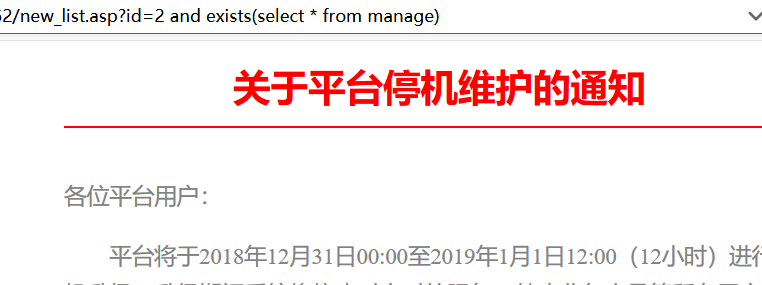 62/new_list.asp?id=2 and exists(select * from manage)
关于平台停机维护的通知
各位平台用户：
平台将于2018年12月31日00:00至2019年1月1日12:00（12小时）进行